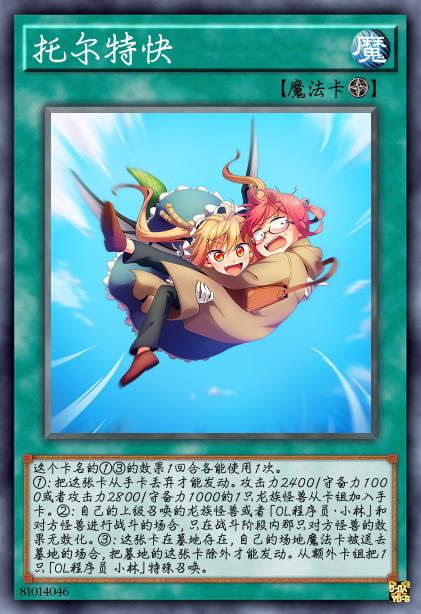 托尔特快
魔
【魔法卡】
这个卡名的①③的效果1回合各能使用1次。
①:把这张卡从手卡丢弃才能发动。攻击力2400/守备力100
0或者攻击力2800/守备力1000的1只龙族怪兽从卡组加入手
卡。②:自己的上级召唤的龙族怪兽或者「OL程序员·小林」和
对方怪兽进行战斗的场合,只在战斗阶段内那只对方怪兽的效
果无效化。③:这张卡在墓地存在,自己的场地魔法卡被送去
墓地的场合,把墓地的这张卡除外才能发动。从额外卡组把1
只「OL程序员 小林」特殊召唤。
81014046